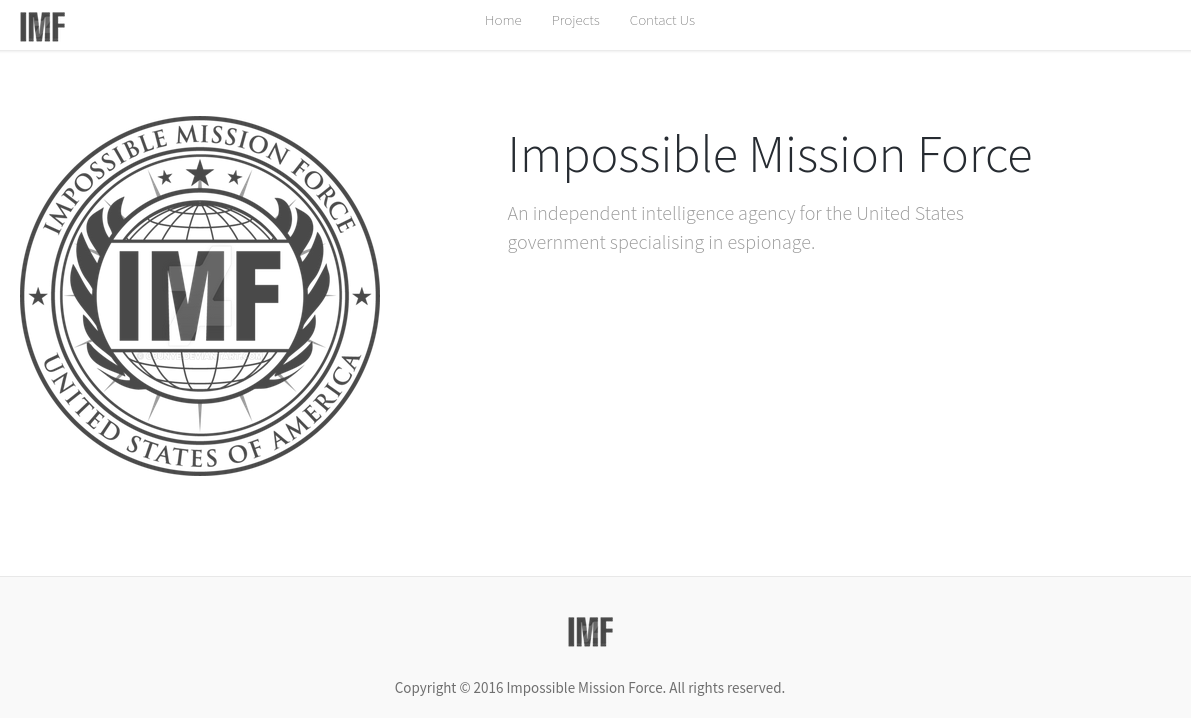 IMF
Home Projects Contact Us
IMPOSSIBLE MISSION FORCE
IMF
UNITED STATES OF AMERICA
Impossible Mission Force
An independent intelligence agency for the United States
government specialising in espionage.
IMF
Copyright © 2016 Impossible Mission Force. All rights reserved.